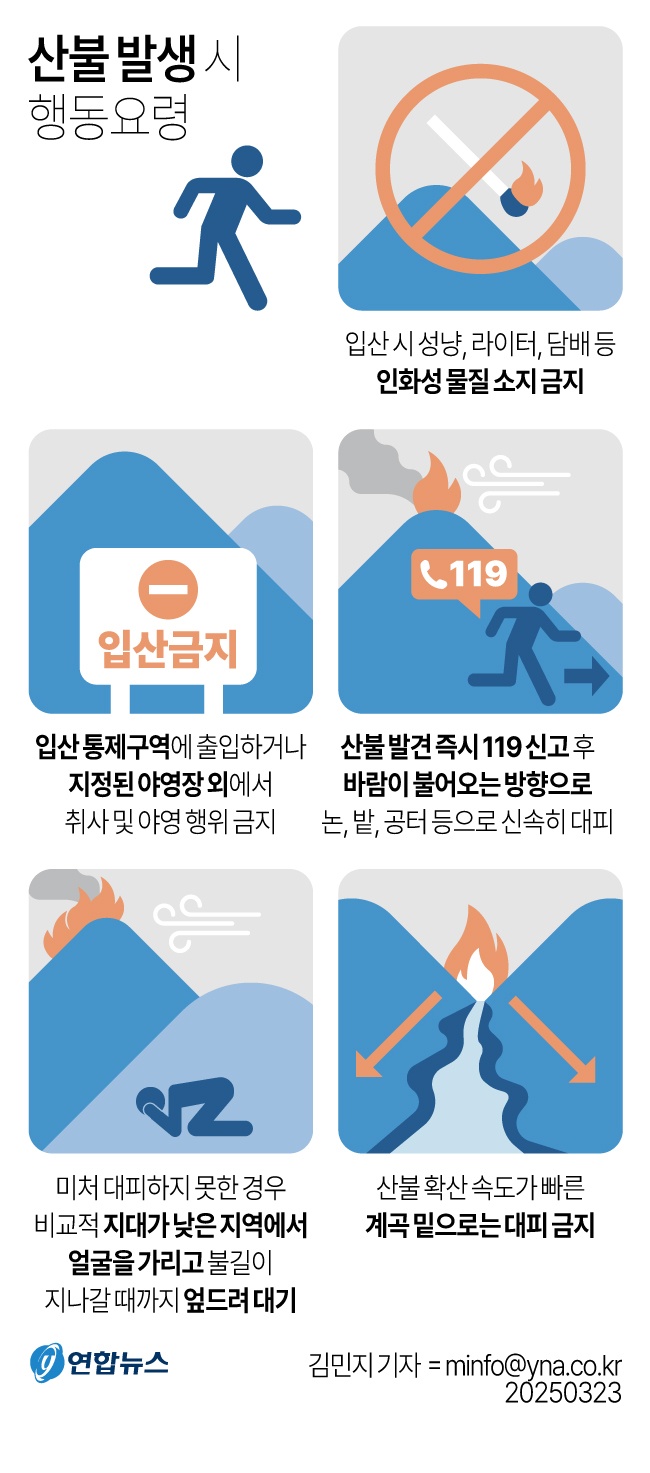 산불 발생 시
행동요령
입산 시 성냥, 라이터, 담배 등
인화성 물질 소지 금지
입산금지
입산 통제구역에 출입하거나
지정된 야영장 외에서
취사 및 야영 행위 금지
119
산불 발견 즉시 119 신고 후
바람이 불어오는 방향으로
논, 밭, 공터 등으로 신속히 대피
미처 대피하지 못한 경우
비교적 지대가 낮은 지역에서
얼굴을 가리고 불길이
지나갈 때까지 엎드려 대기
산불 확산 속도가 빠른
계곡 밑으로는 대피 금지
y 연합뉴스
김민지 기자 = minfo@yna.co.kr
20250323